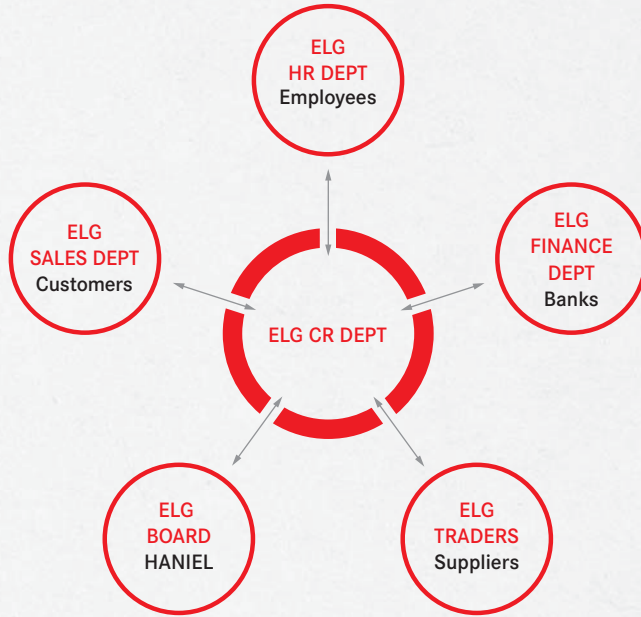 ELG
HR DEPT
Employees
ELG
SALES DEPT
Customers
ELG
FINANCE
DEPT
Banks
ELG CR DEPT
ELG
BOARD
HANIEL
ELG
TRADERS
Suppliers